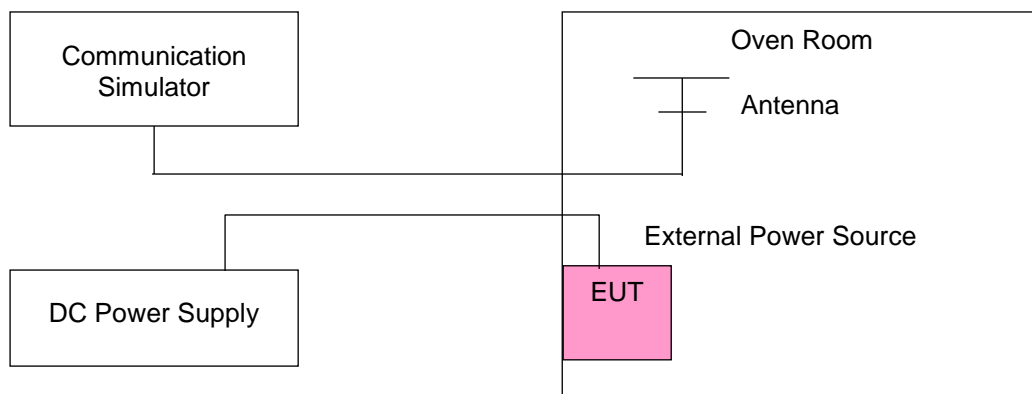 Communication
Simulator
Oven Room
Antenna
External Power Source
EUT
DC Power Supply